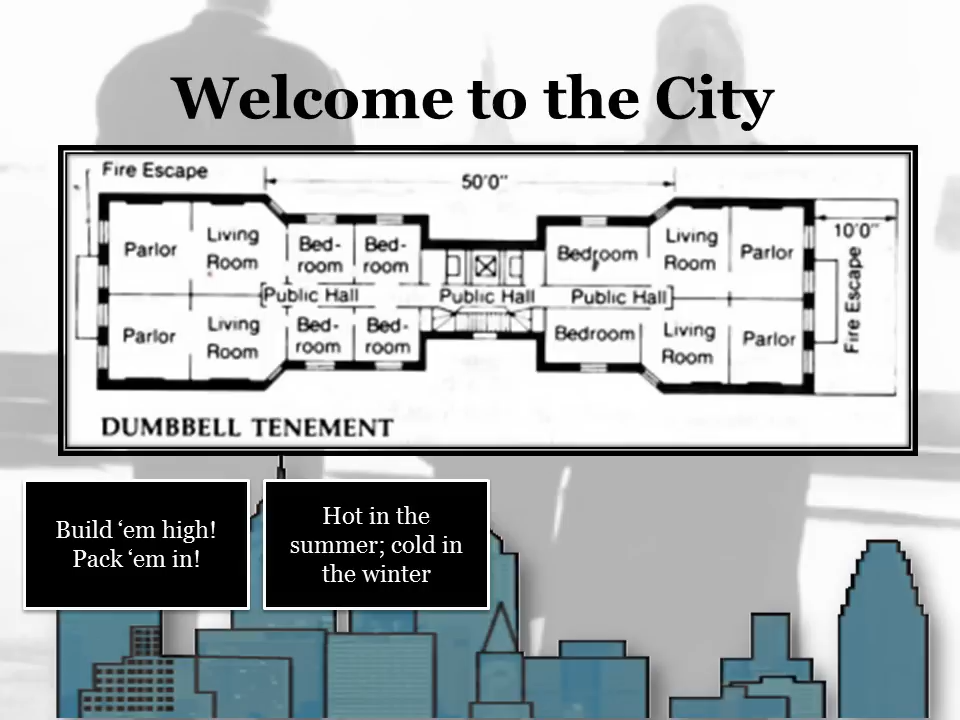 Welcome to the City
Fire Escape
50'0"
10'0"
Parlor
Living
Room
Bed-
room
Bed-
room
Bedroom
Living
Room
Parlor
Fire Escape
Public Hall
Public Hall
Public Hall
Parlor
Living
Room
Bed-
room
Bed-
room
Bedroom
Living
Room
Parlor
DUMBBELL TENEMENT
Build ‘em high!
Pack ‘em in!
Hot in the
summer; cold in
the winter